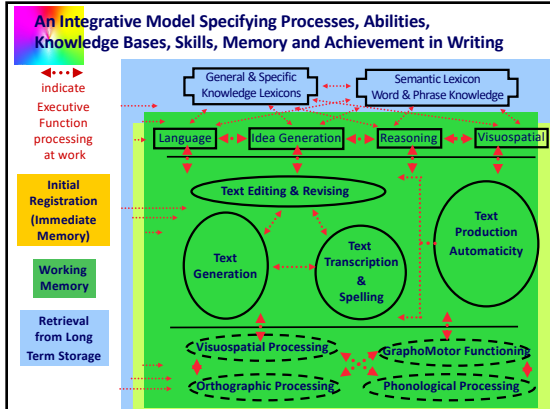 An Integrative Model Specifying Processes, Abilities,
Knowledge Bases, Skills, Memory and Achievement in Writing
indicate
Executive
Function
processing
at work
Initial
Registration
(Immediate
Memory)
Working
Memory
Retrieval
from Long
Term Storage
General & Specific
Knowledge Lexicons
Semantic Lexicon
Word & Phrase Knowledge
Language
Idea Generation
Reasoning
Visuospatial
Text Editing & Revising
Text
Generation
Text
Transcription
&
Spelling
Text
Production
Automaticity
Visuospatial Processing
GraphoMotor Functioning
Orthographic Processing
Phonological Processing